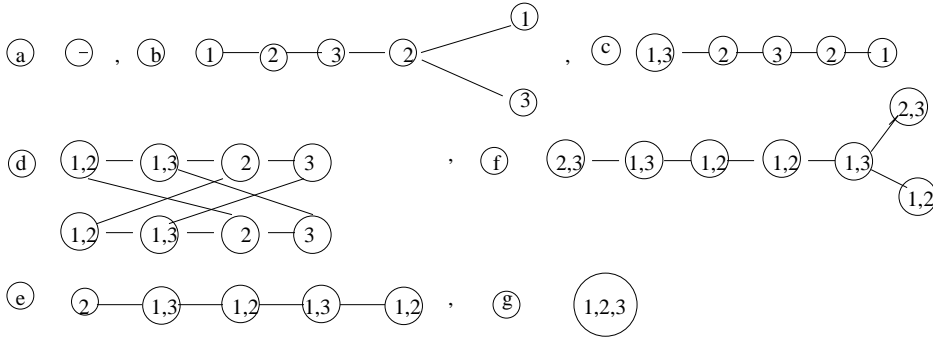 1
a – , b 1 2 3 2 , c 1,3 2 3 2 1
3
2,3
d 1,2 1,3 2 3 , f 2,3 1,3 1,2 1,2 1,3
1,2
1,2 1,3 2 3
e 2 1,3 1,2 1,3 1,2 , g 1,2,3